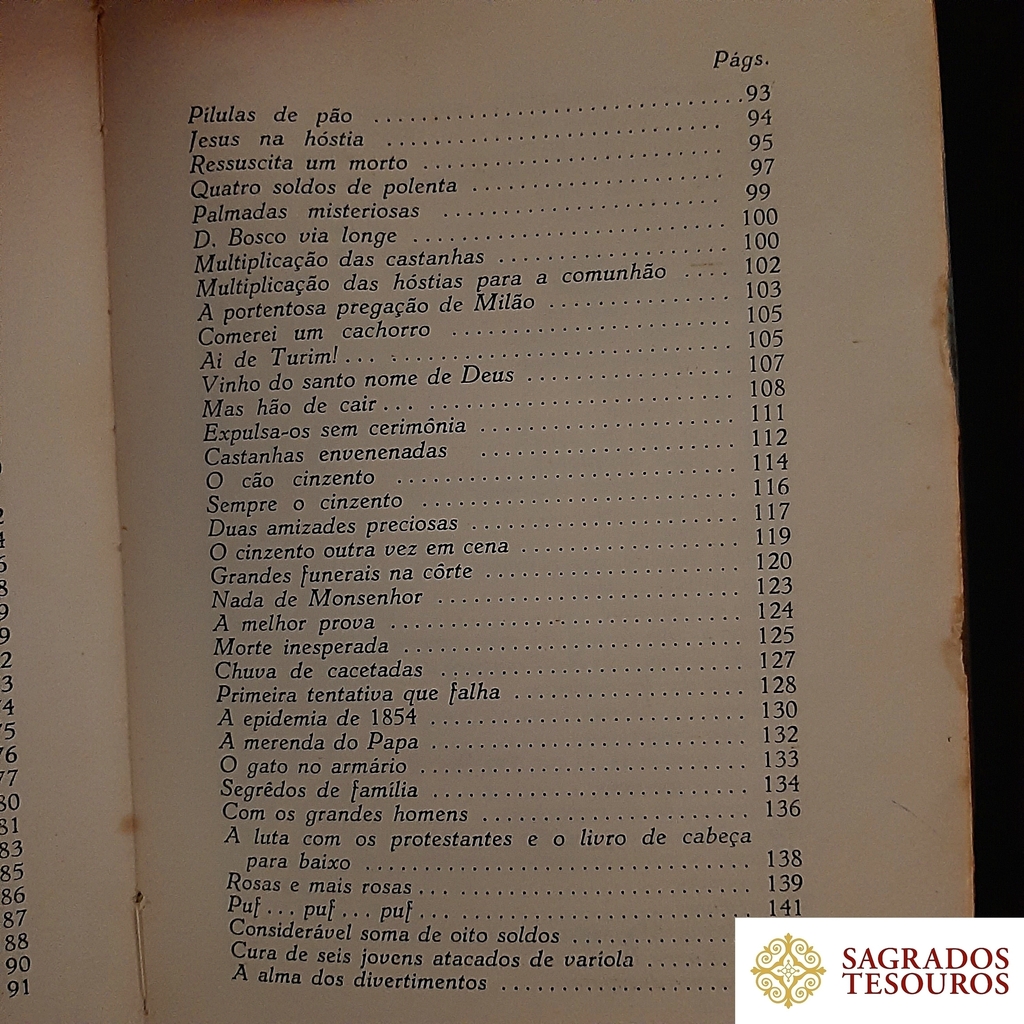 76
77
80
81
83
85
86
87
88
90
91
Págs.
Pílulas de pão .......... 93
Jesus na hóstia .......... 94
Ressuscita um morto .......... 95
Quatro soldos de polenta .......... 97
Palmadas misteriosas .......... 99
D. Bosco via longe .......... 100
Multiplicação das castanhas .......... 100
Multiplicação das hóstias para a comunhão .... 102
A portentosa pregação de Milão .......... 103
Comerei um cachorro .......... 105
Ai de Turim!... .......... 105
Vinho do santo nome de Deus .......... 107
Mas hão de cair... .......... 108
Expulsa-os sem cerimônia .......... 111
Castanhas envenenadas .......... 112
O cão cinzento .......... 114
Sempre o cinzento .......... 116
Duas amizades preciosas .......... 117
O cinzento outra vez em cena .......... 119
Grandes funerais na côrte .......... 120
Nada de Monsenhor .......... 123
A melhor prova .......... 124
Morte inesperada .......... 125
Chuva de cacetadas .......... 127
Primeira tentativa que falha .......... 128
A epidemia de 1854 .......... 130
A merenda do Papa .......... 132
O gato no armário .......... 133
Segrêdos de família .......... 134
Com os grandes homens .......... 136
A luta com os protestantes e o livro de cabeça
para baixo .......... 138
Rosas e mais rosas .......... 139
Puf... puf... puf... .......... 141
Considerável soma de oito soldos ..........
Cura de seis jovens atacados de varíola ..........
A alma dos divertimentos ..........
SAGRADOS
TESOUROS